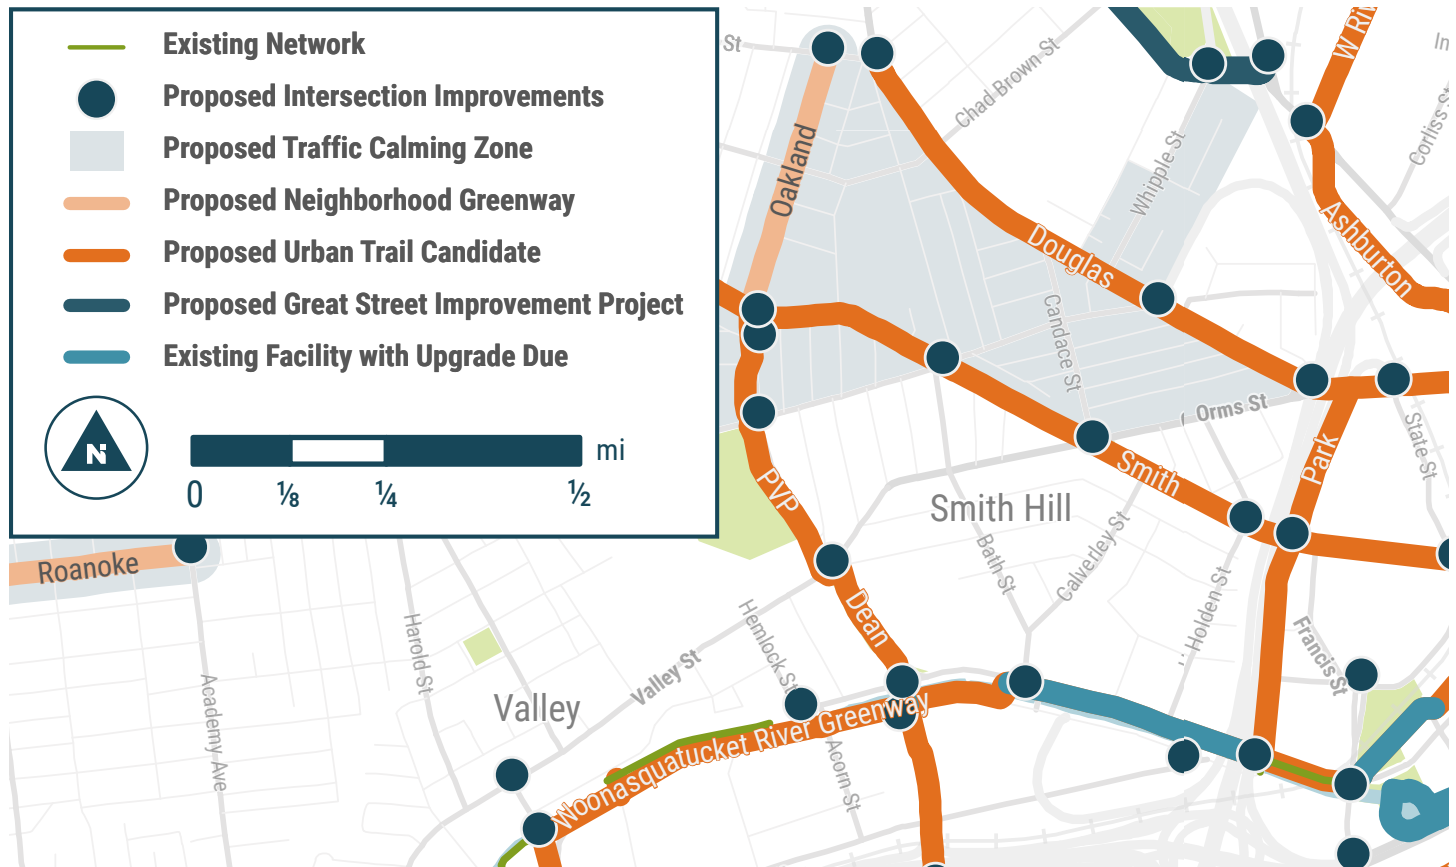 Existing Network
Proposed Intersection Improvements
Proposed Traffic Calming Zone
Proposed Neighborhood Greenway
Proposed Urban Trail Candidate
Proposed Great Street Improvement Project
Existing Facility with Upgrade Due
N
mi
0 ⅛ ¼ ½
St
Chad Brown St
W Riv
In
Corliss St
Oakland
Whipple St
Ashburton
Douglas
Candace St
Orms St
State St
Park
Smith
PVP
Smith Hill
Bath St
Calverley St
Holden St
Roanoke
Dean
Hemlock St
Francis St
Harold St
Valley St
Academy Ave
Valley
Woonasquatucket River Greenway
Acorn St